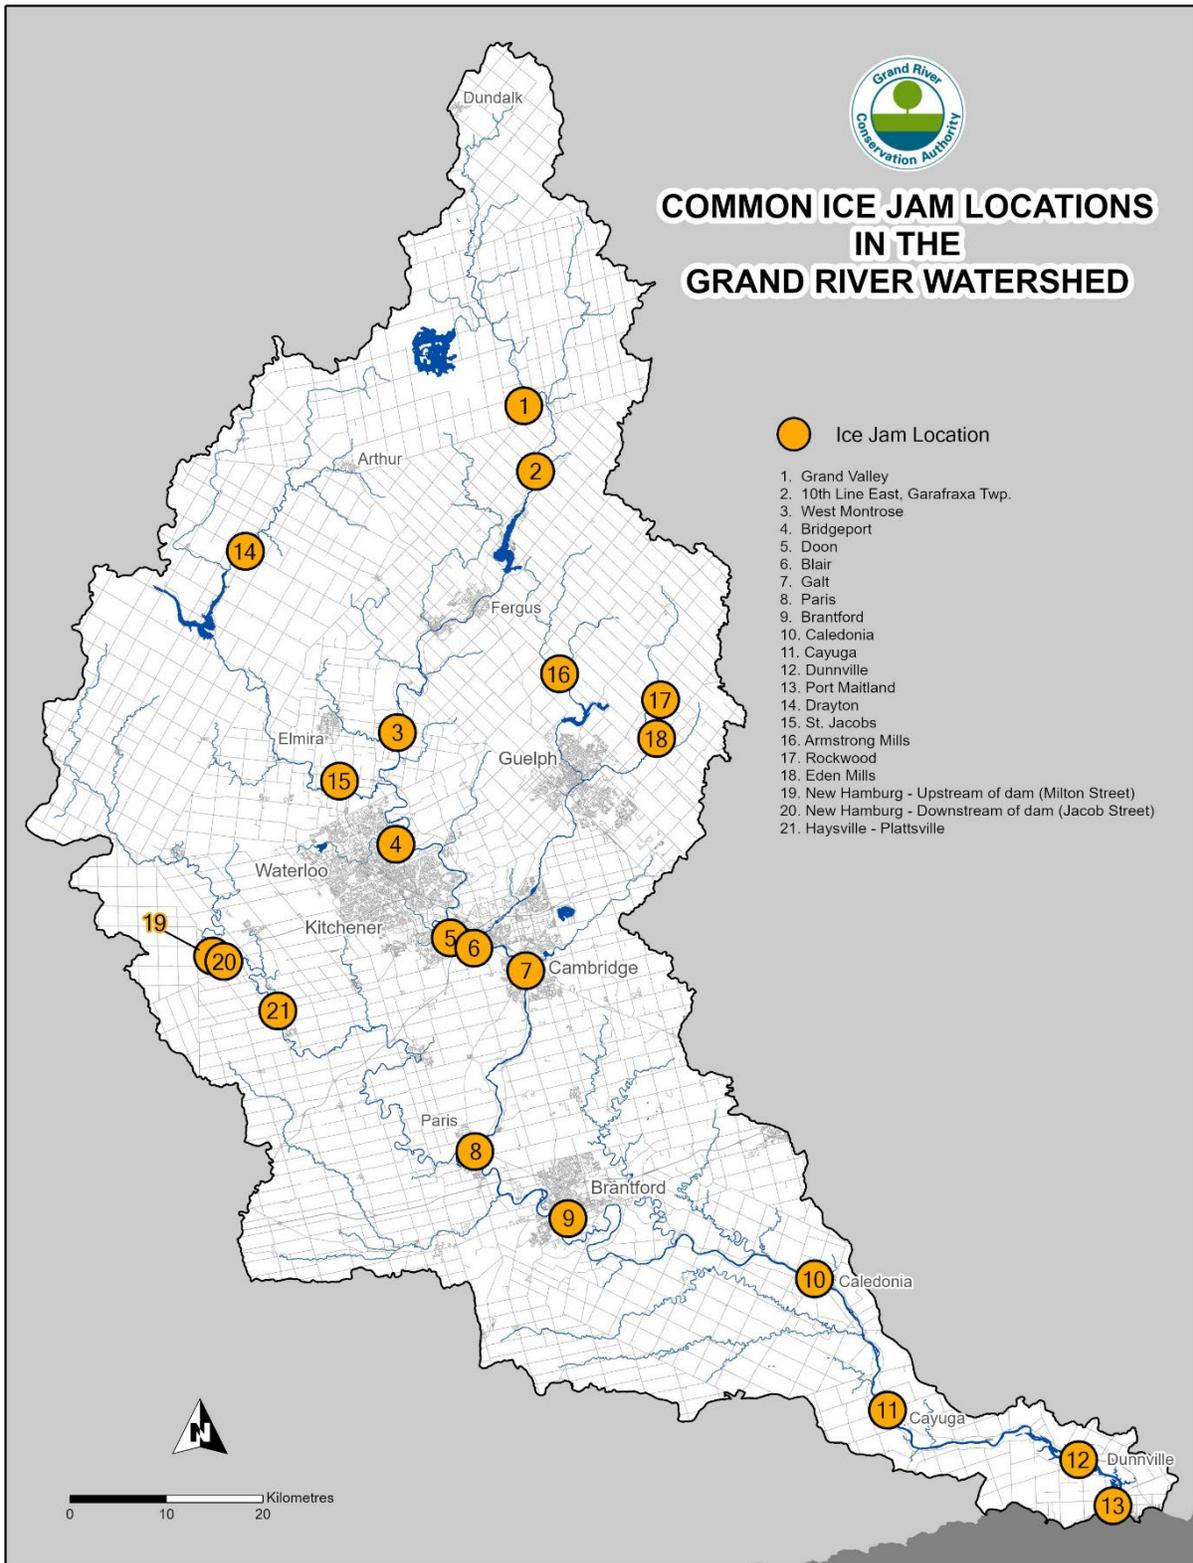 Grand River
Conservation Authority
COMMON ICE JAM LOCATIONS
IN THE
GRAND RIVER WATERSHED
Ice Jam Location
1. Grand Valley
2. 10th Line East, Garafraxa Twp.
3. West Montrose
4. Bridgeport
5. Doon
6. Blair
7. Galt
8. Paris
9. Brantford
10. Caledonia
11. Cayuga
12. Dunnville
13. Port Maitland
14. Drayton
15. St. Jacobs
16. Armstrong Mills
17. Rockwood
18. Eden Mills
19. New Hamburg - Upstream of dam (Milton Street)
20. New Hamburg - Downstream of dam (Jacob Street)
21. Haysville - Plattsville
Dundalk
1
Arthur
2
14
Fergus
16
17
3
Elmira
18
Guelph
15
4
Waterloo
19
Kitchener
5
6
20
7
Cambridge
21
Paris
8
Brantford
9
10
Caledonia
11
Cayuga
12
Dunnville
13
N
Kilometres
0 10 20